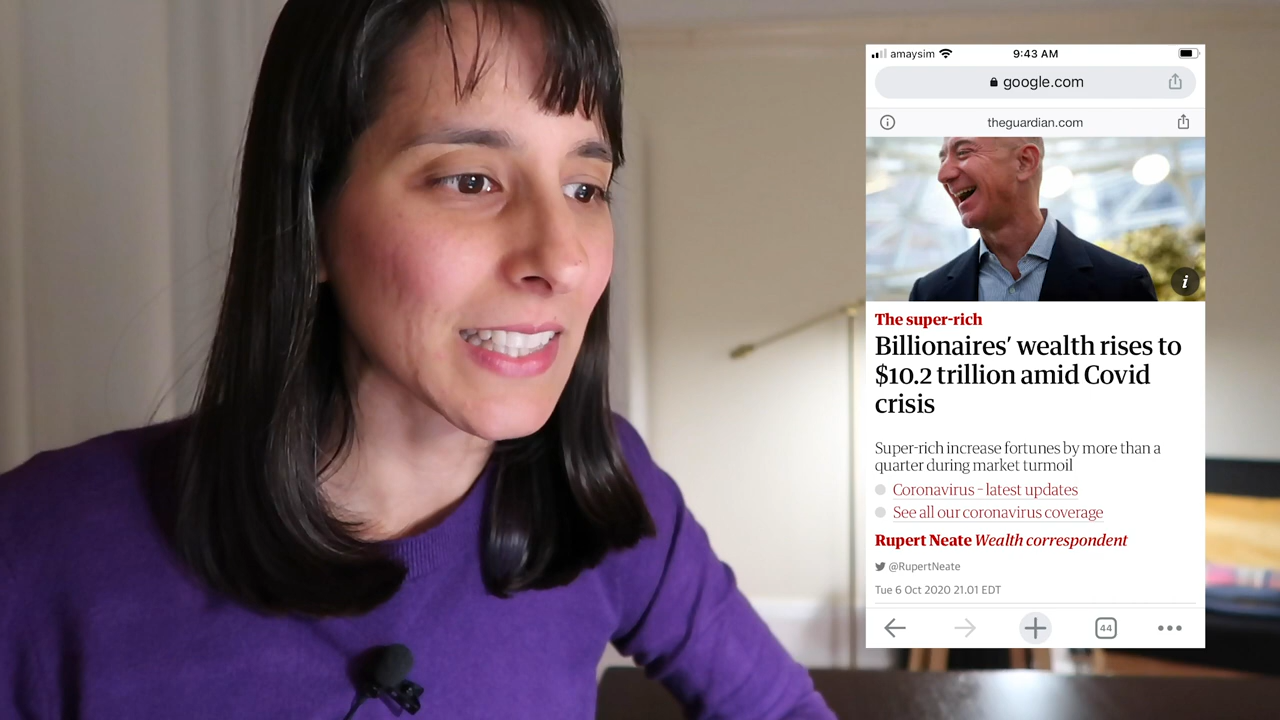 amaysim 9:43 AM
google.com
theguardian.com
i
The super-rich
Billionaires’ wealth rises to
$10.2 trillion amid Covid
crisis
Super-rich increase fortunes by more than a
quarter during market turmoil
Coronavirus – latest updates
See all our coronavirus coverage
Rupert Neate Wealth correspondent
@RupertNeate
Tue 6 Oct 2020 21.01 EDT
44